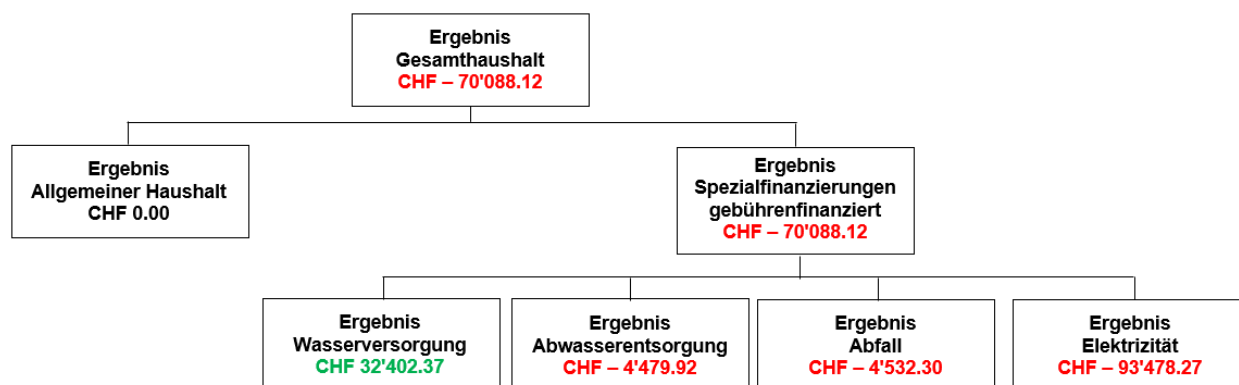 Ergebnis
Gesamthaushalt
CHF – 70'088.12
Ergebnis
Allgemeiner Haushalt
CHF 0.00
Ergebnis
Spezialfinanzierungen
gebührenfinanziert
CHF – 70'088.12
Ergebnis
Wasserversorgung
CHF 32'402.37
Ergebnis
Abwasserentsorgung
CHF – 4'479.92
Ergebnis
Abfall
CHF – 4'532.30
Ergebnis
Elektrizität
CHF – 93'478.27